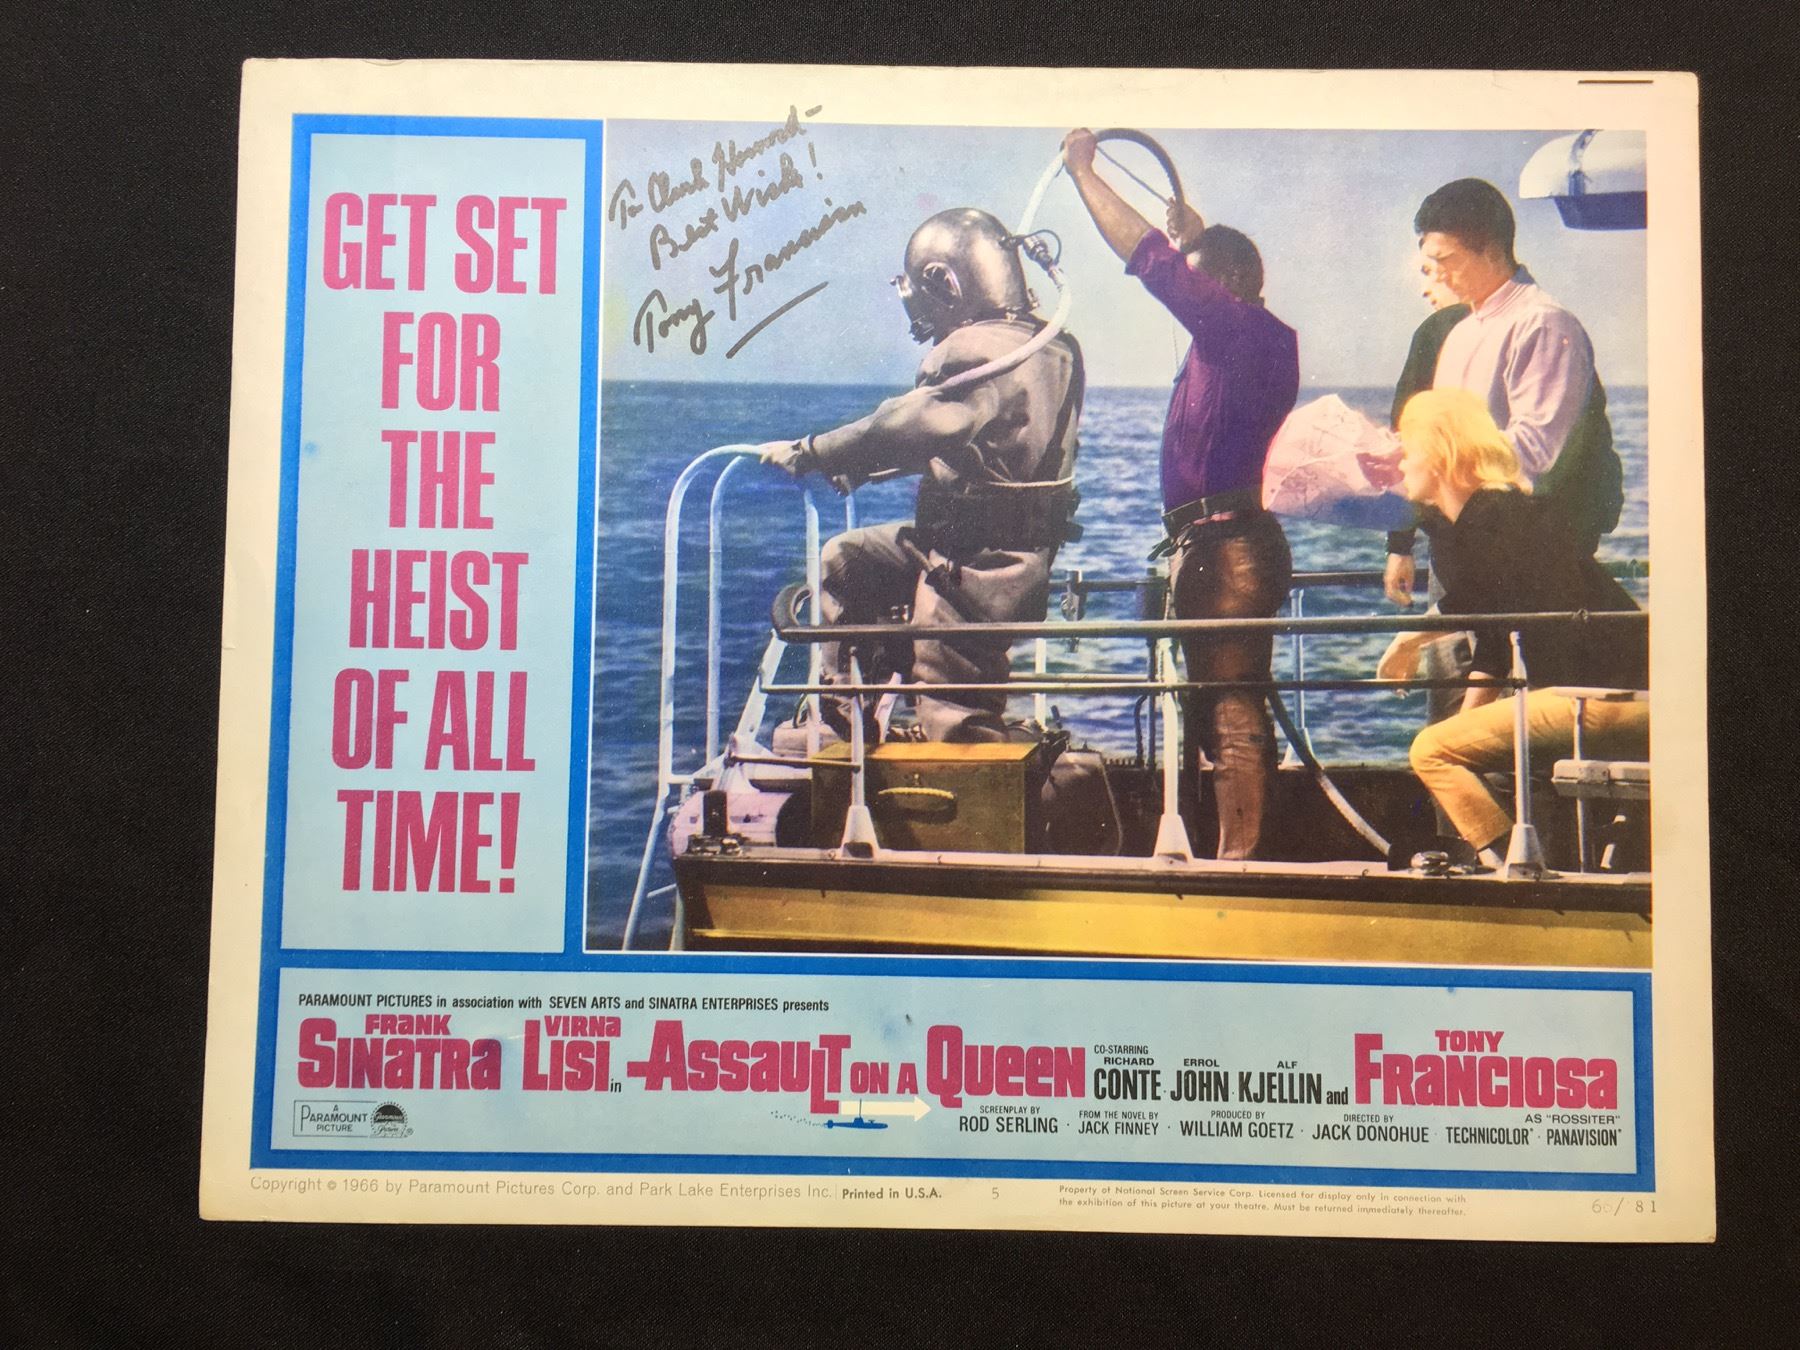 GET SET
FOR
THE
HEIST
OF ALL
TIME!
To Chuck Howard-
Best Wishes!
Tony Franciosa
PARAMOUNT PICTURES in association with SEVEN ARTS and SINATRA ENTERPRISES presents
FRANK SINATRA VIRNA LISI in ASSAULT ON A QUEEN CO-STARRING RICHARD CONTE · ERROL JOHN · ALF KJELLIN and TONY FRANCIOSA
AS "ROSSITER"
A PARAMOUNT PICTURE
Paramount Pictures ®
SCREENPLAY BY ROD SERLING · FROM THE NOVEL BY JACK FINNEY · PRODUCED BY WILLIAM GOETZ · DIRECTED BY JACK DONOHUE · TECHNICOLOR® · PANAVISION®
Copyright © 1966 by Paramount Pictures Corp. and Park Lake Enterprises Inc. Printed in U.S.A. 5
Property of National Screen Service Corp. Licensed for display only in connection with
the exhibition of this picture at your theatre. Must be returned immediately thereafter.